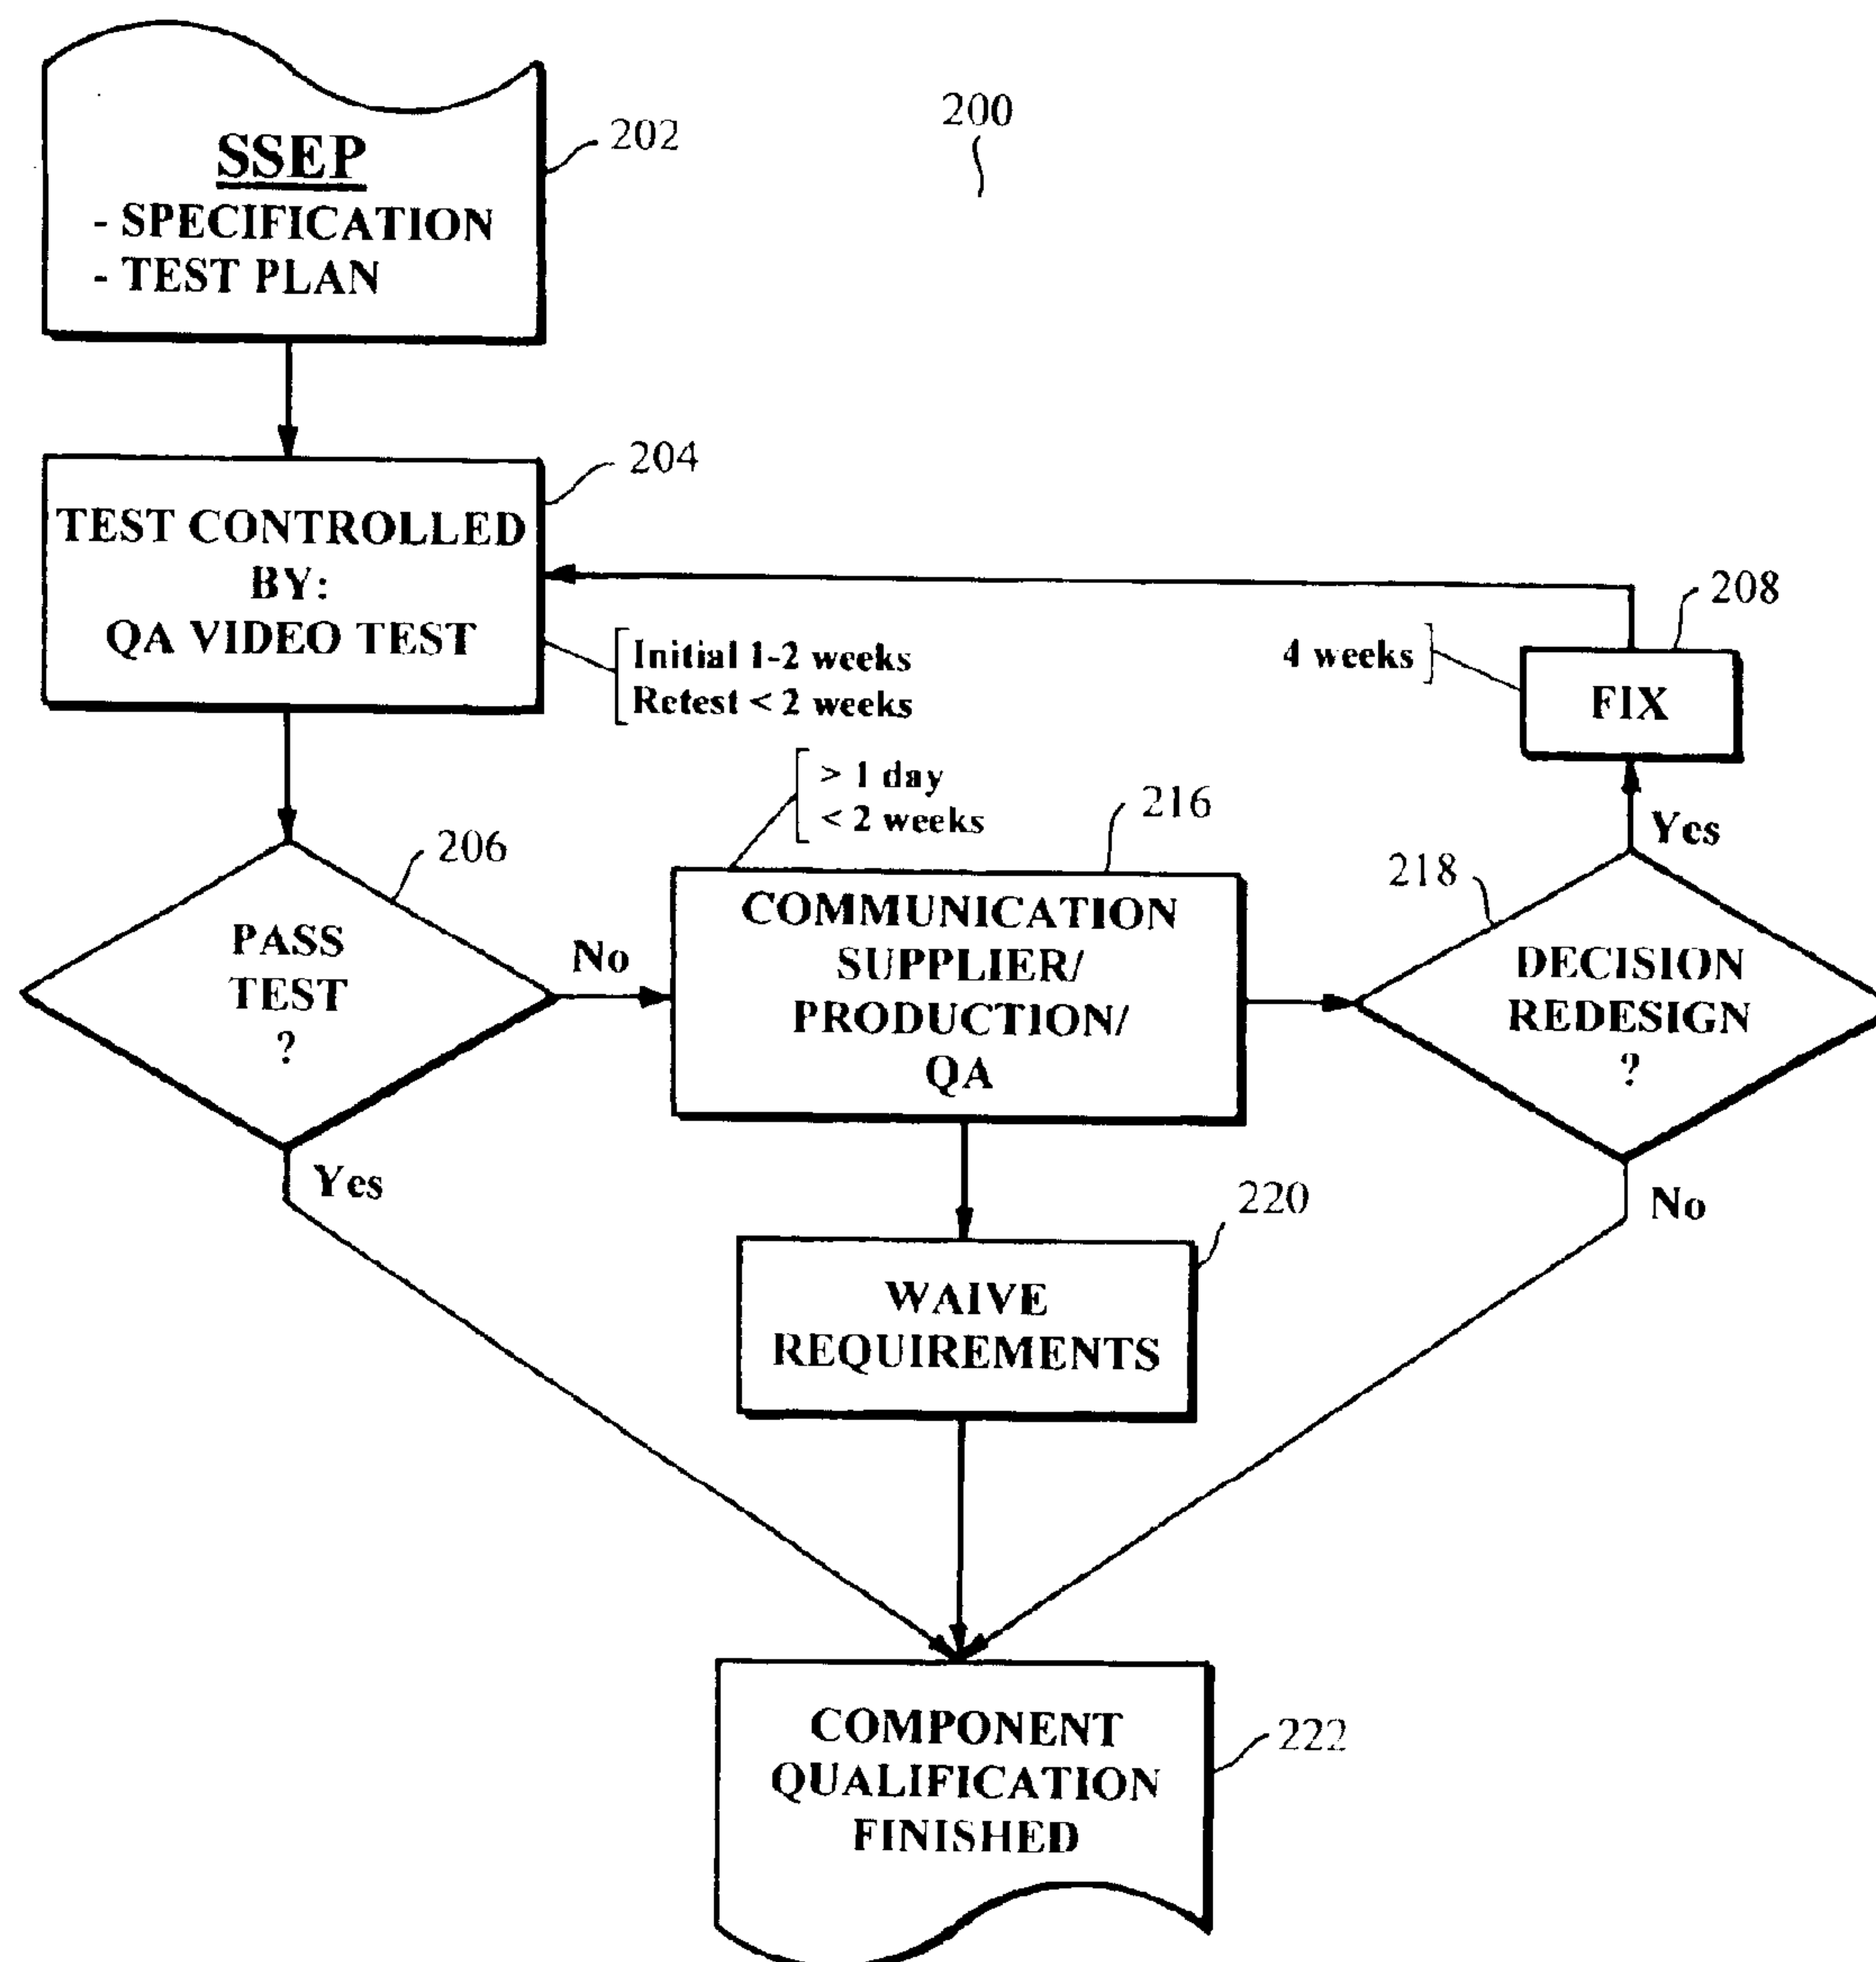 200
SSEP
- SPECIFICATION
- TEST PLAN
202
TEST CONTROLLED
BY:
QA VIDEO TEST
204
Initial 1-2 weeks
Retest < 2 weeks
4 weeks
FIX
208
> 1 day
< 2 weeks
PASS
TEST
?
206
No
Yes
COMMUNICATION
SUPPLIER/
PRODUCTION/
QA
216
DECISION
REDESIGN
?
218
Yes
No
WAIVE
REQUIREMENTS
220
COMPONENT
QUALIFICATION
FINISHED
222